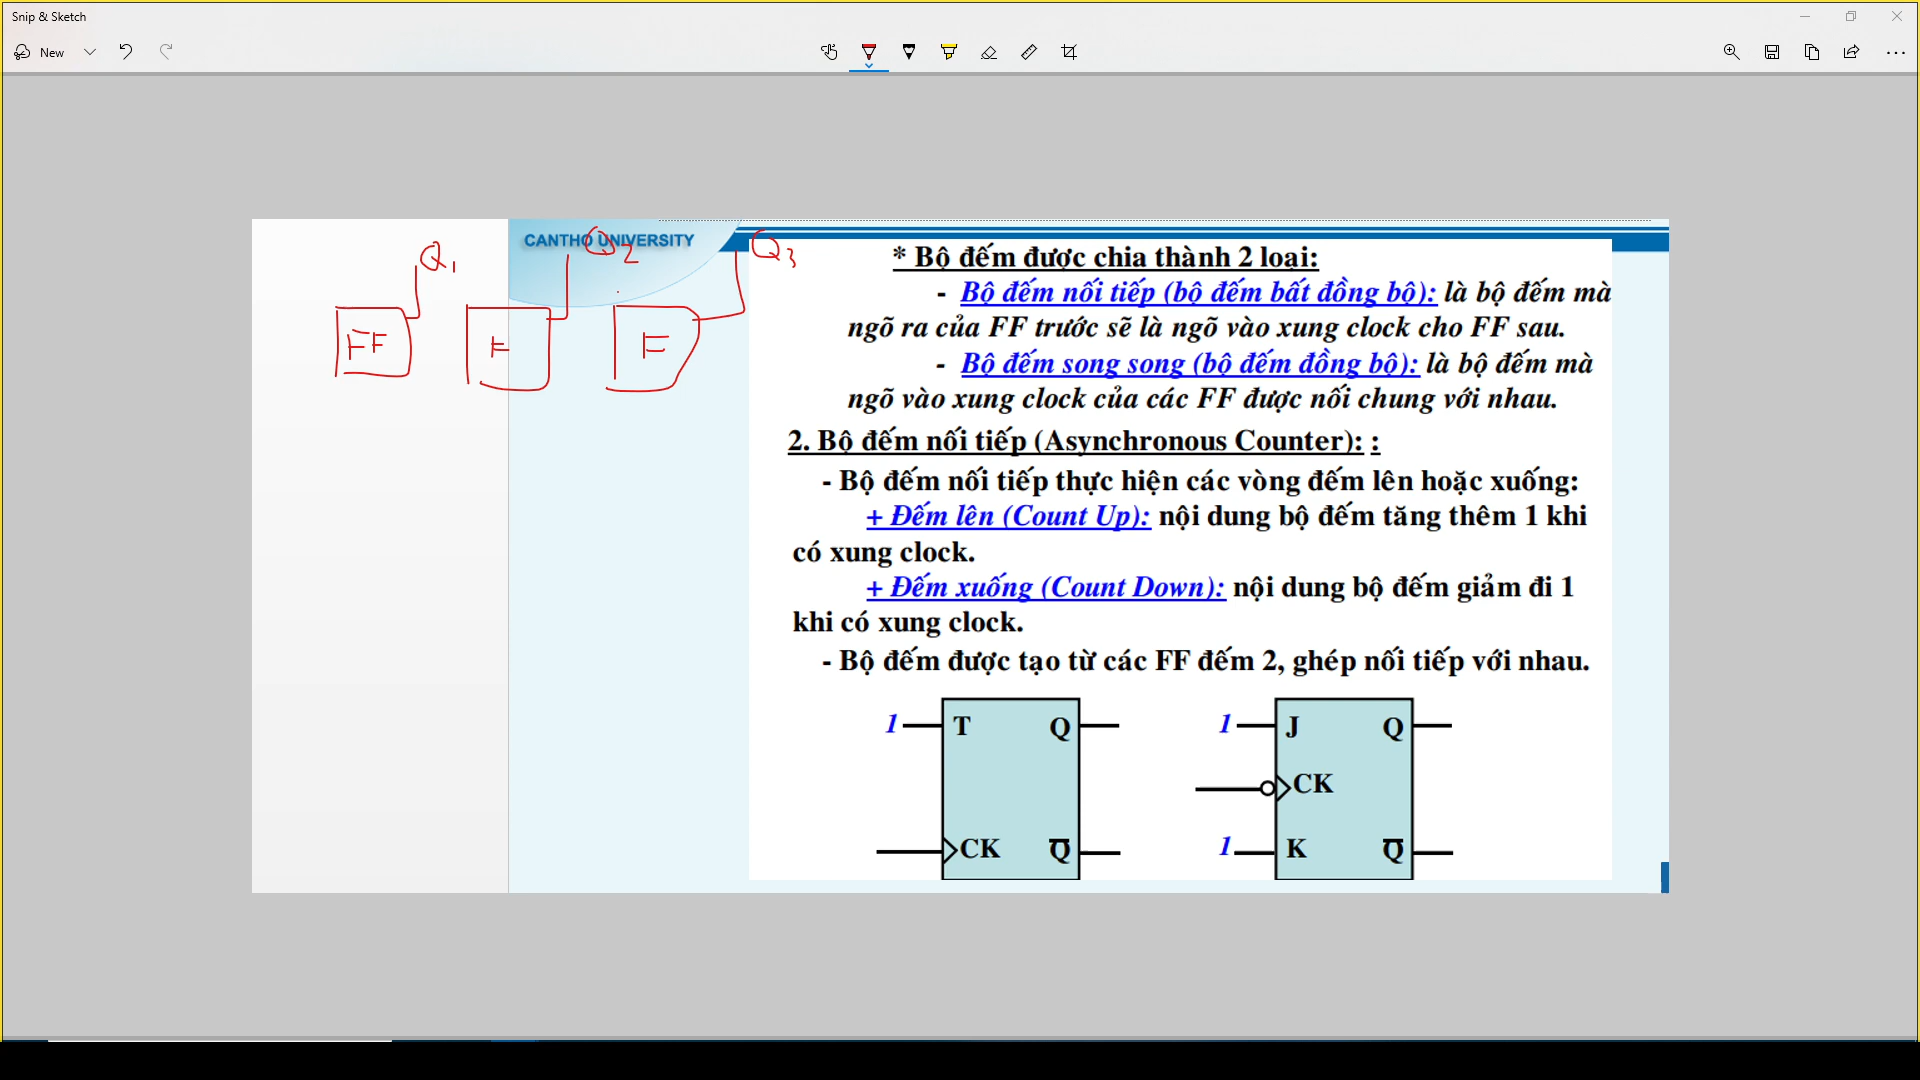 Snip & Sketch
New
CANTHO UNIVERSITY
Q1
Q2
Q3
FF
F
F
* Bộ đếm được chia thành 2 loại:
- Bộ đếm nối tiếp (bộ đếm bất đồng bộ): là bộ đếm mà
ngõ ra của FF trước sẽ là ngõ vào xung clock cho FF sau.
- Bộ đếm song song (bộ đếm đồng bộ): là bộ đếm mà
ngõ vào xung clock của các FF được nối chung với nhau.
2. Bộ đếm nối tiếp (Asynchronous Counter): :
- Bộ đếm nối tiếp thực hiện các vòng đếm lên hoặc xuống:
+ Đếm lên (Count Up): nội dung bộ đếm tăng thêm 1 khi
có xung clock.
+ Đếm xuống (Count Down): nội dung bộ đếm giảm đi 1
khi có xung clock.
- Bộ đếm được tạo từ các FF đếm 2, ghép nối tiếp với nhau.
1 T Q
CK Q̅
1 J Q
CK
1 K Q̅